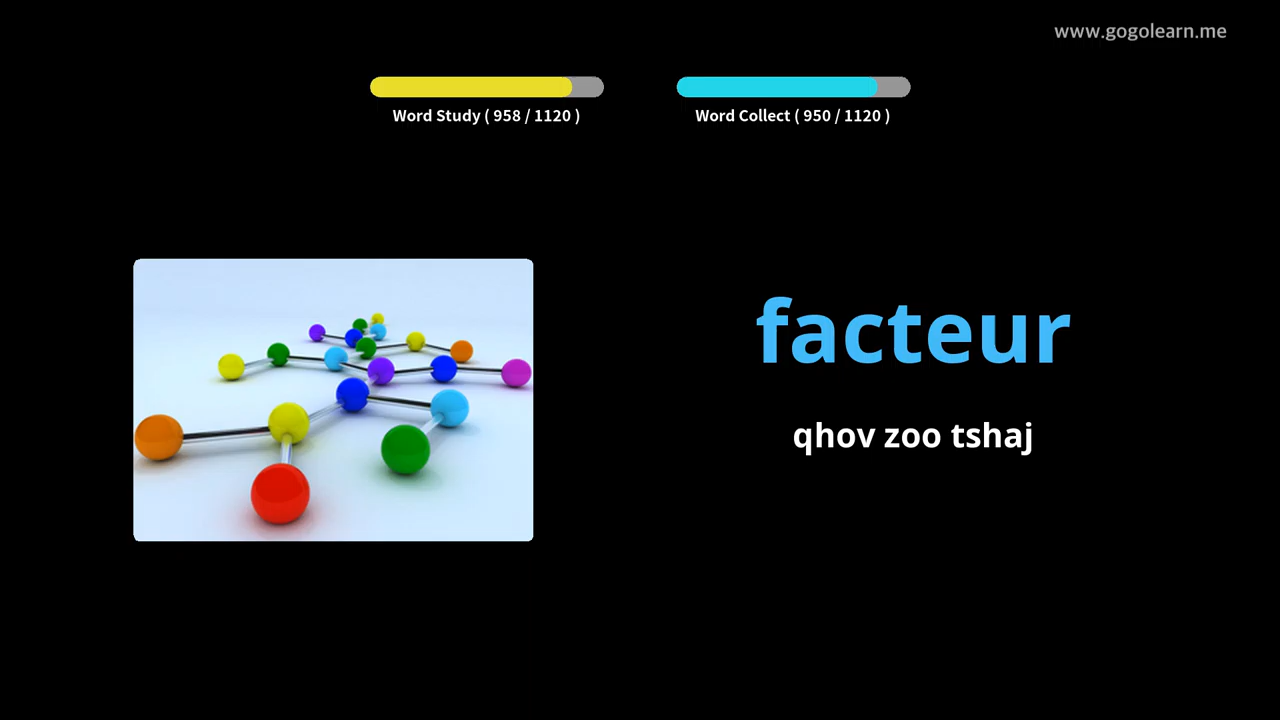 www.gogolearn.me
Word Study ( 958 / 1120 )
Word Collect ( 950 / 1120 )
facteur
qhov zoo tshaj